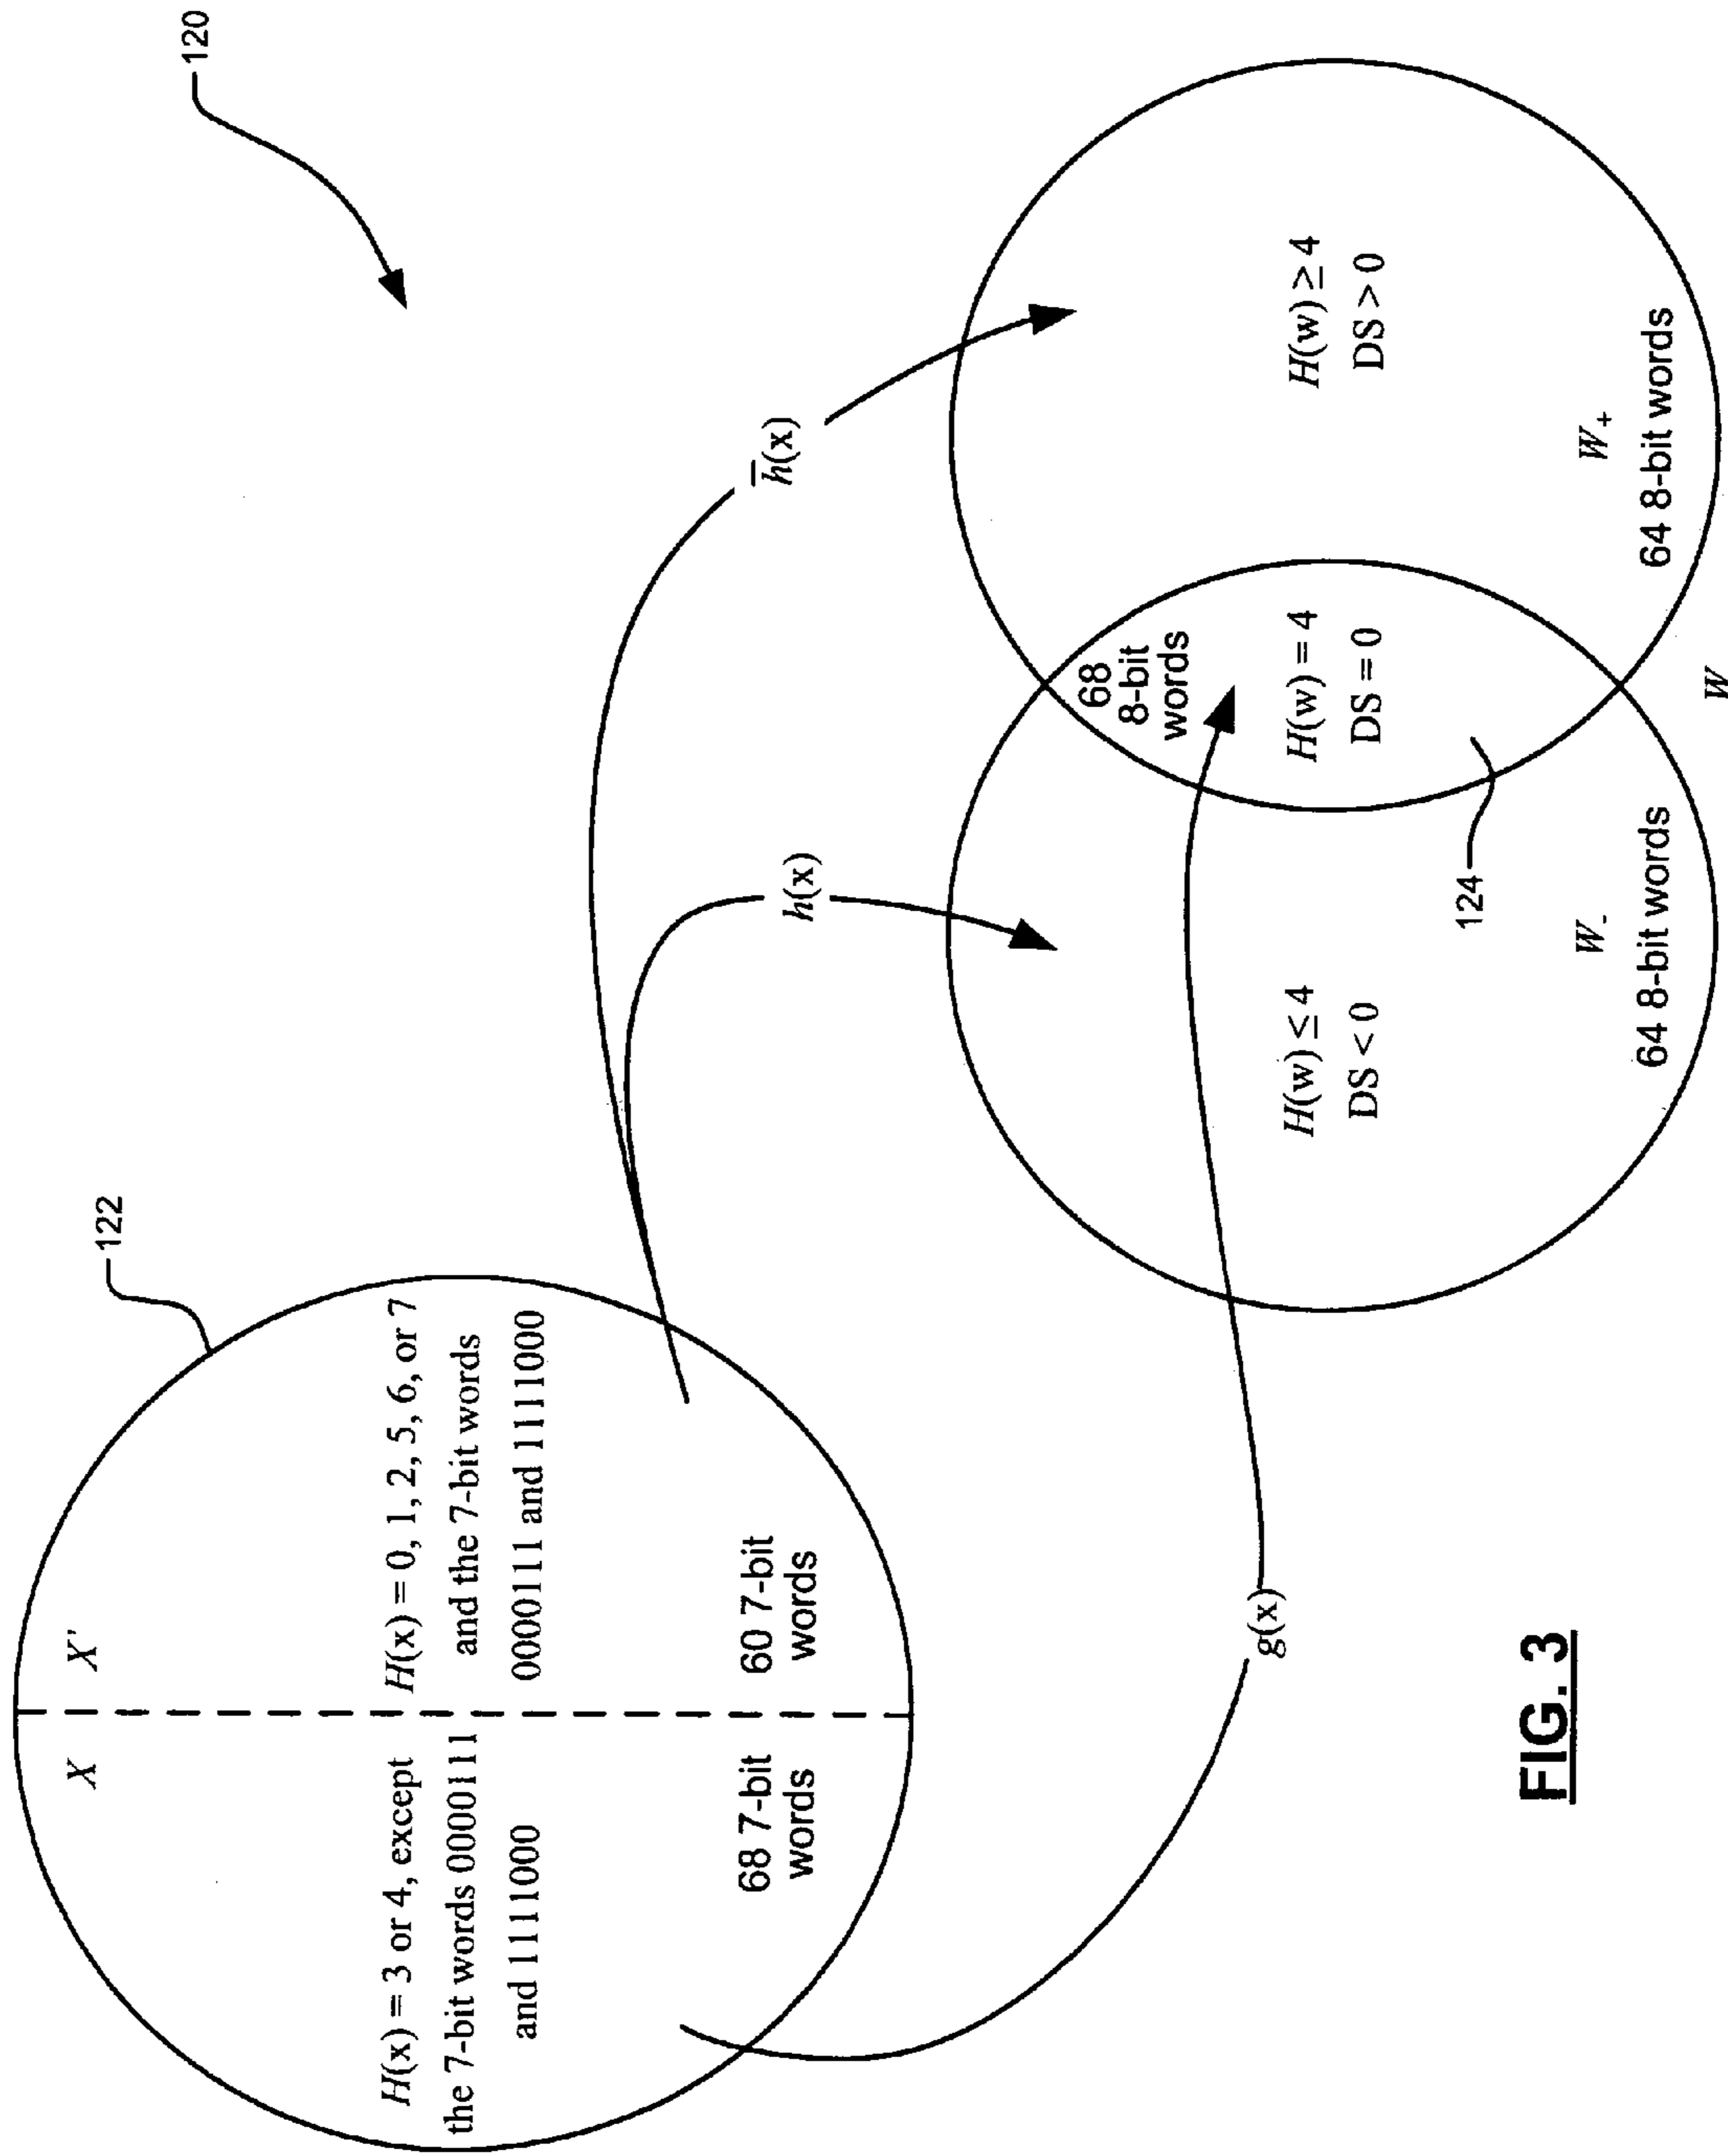 120
122
X
X'
H(x) = 3 or 4, except
the 7-bit words 0000111
and 1111000
H(x) = 0, 1, 2, 5, 6, or 7
and the 7-bit words
0000111 and 1111000
68 7-bit
words
60 7-bit
words
h̅(x)
h(x)
g(x)
H(w) ≤ 4
DS < 0
68
8-bit
words
H(w) = 4
DS = 0
H(w) ≥ 4
DS > 0
124
W-
64 8-bit words
W+
64 8-bit words
W
FIG. 3